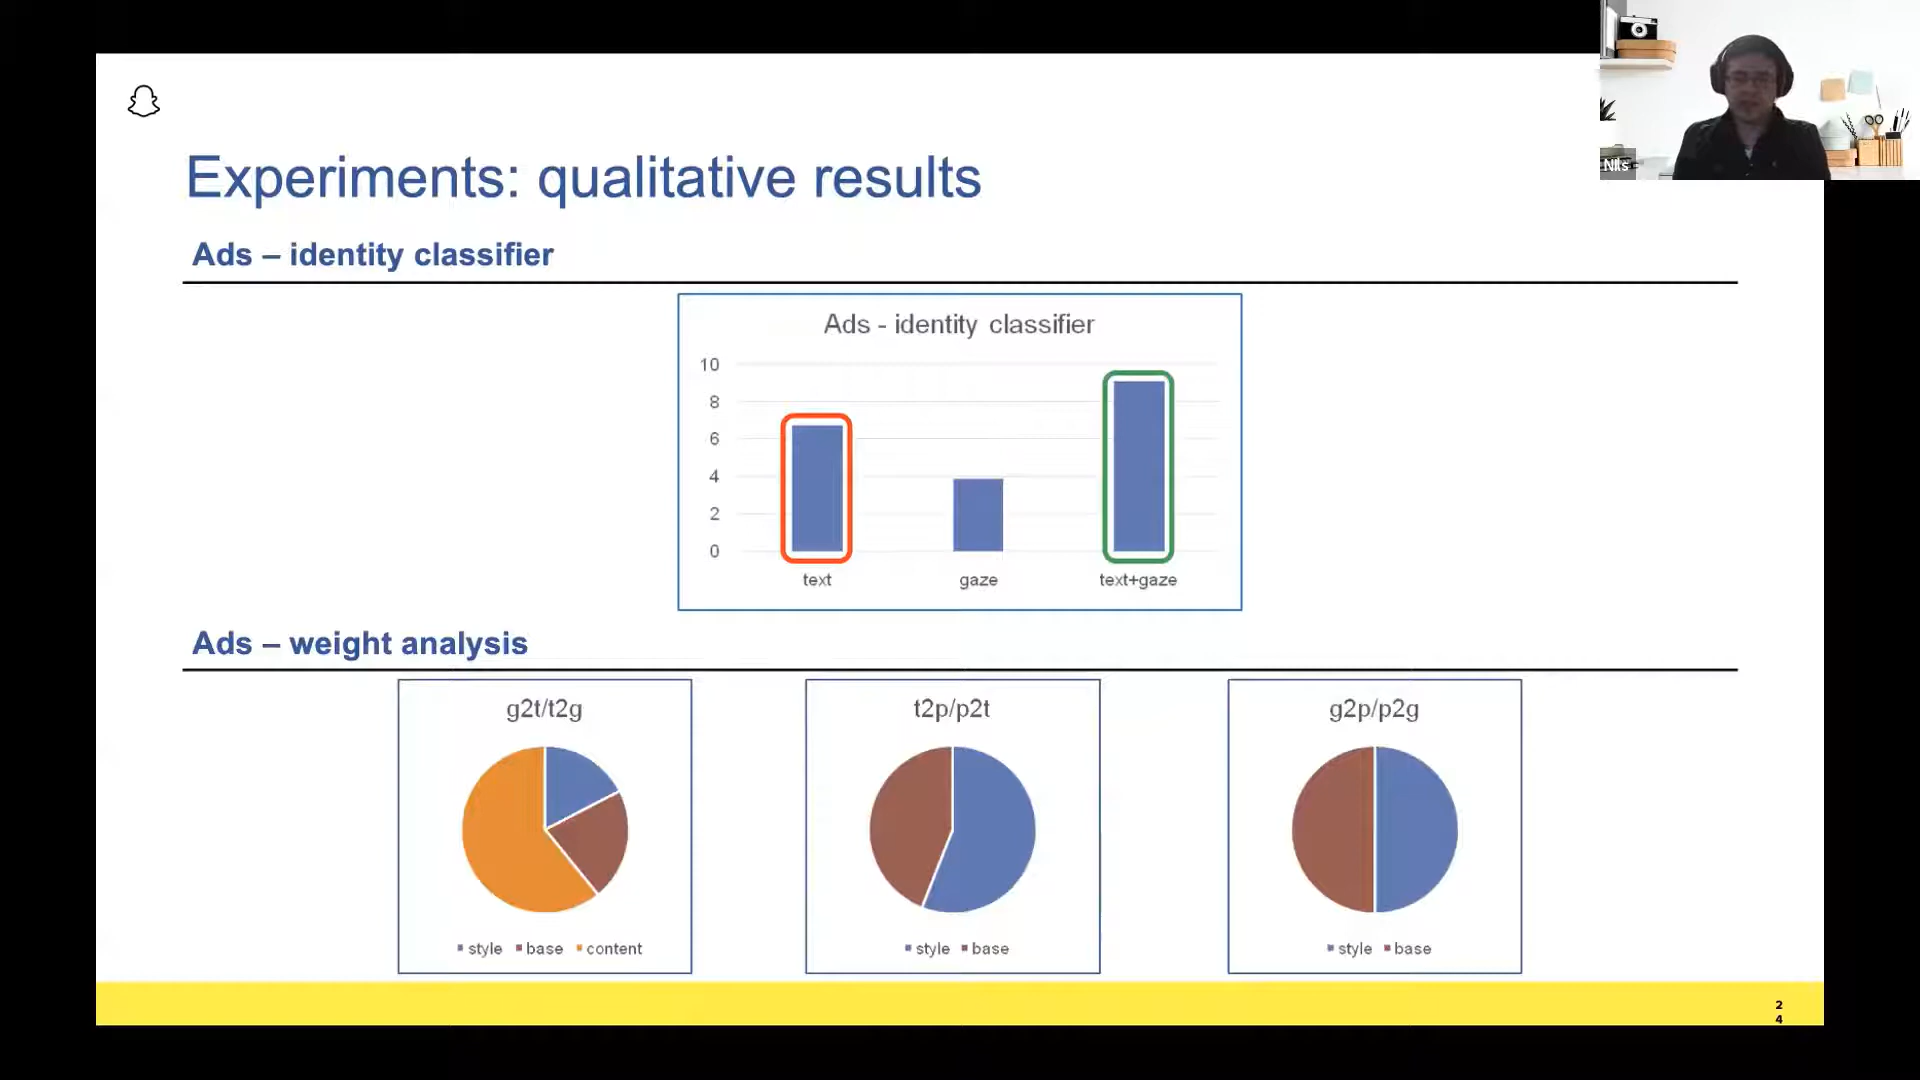 Nils
Experiments: qualitative results
Ads – identity classifier
Ads - identity classifier
10
8
6
4
2
0
text gaze text+gaze
Ads – weight analysis
g2t/t2g
style base content
t2p/p2t
style base
g2p/p2g
style base
2
4